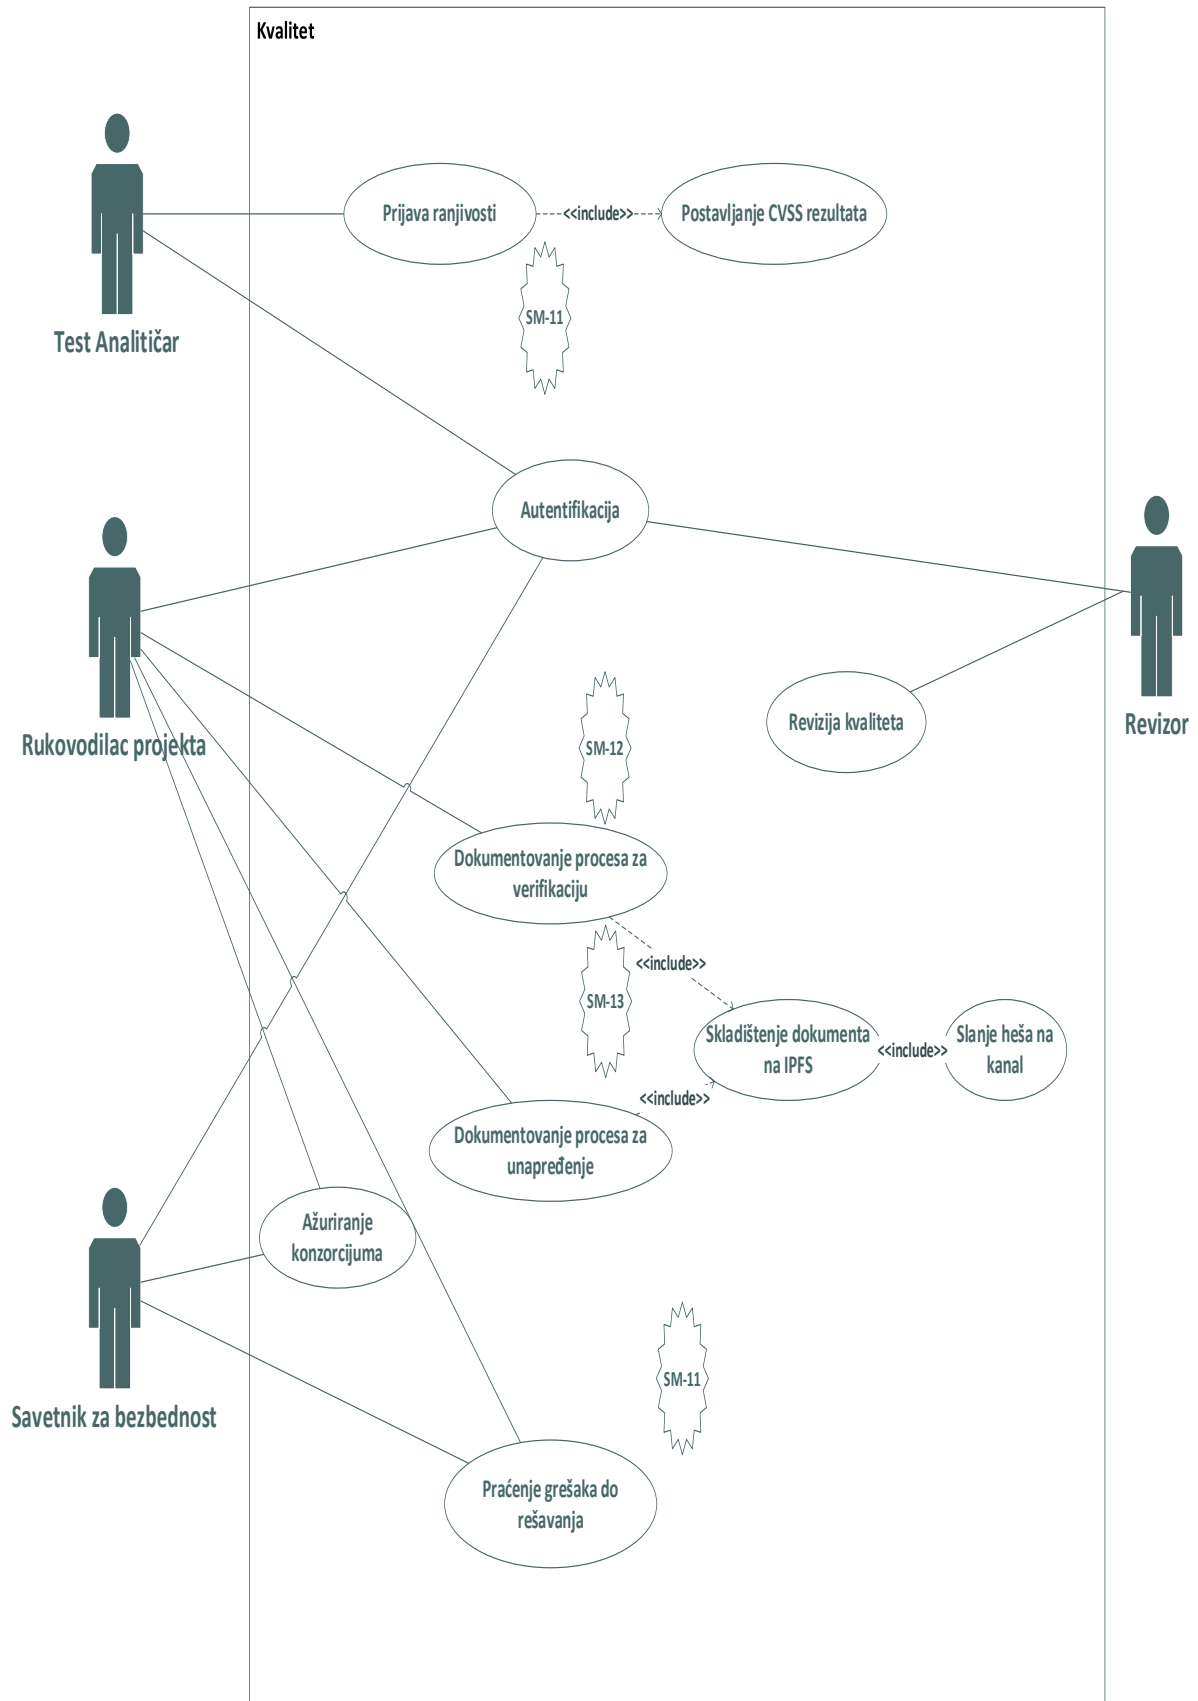 Kvalitet
Prijava ranjivosti
<<include>>
Postavljanje CVSS rezultata
SM-11
Test Analitičar
Autentifikacija
Revizija kvaliteta
Revizor
Rukovodilac projekta
SM-12
Dokumentovanje procesa za
verifikaciju
<<include>>
SM-13
Skladištenje dokumenta
na IPFS
<<include>>
Slanje heša na
kanal
<<include>>
Dokumentovanje procesa za
unapređenje
Ažuriranje
konzorcijuma
SM-11
Savetnik za bezbednost
Praćenje grešaka do
rešavanja